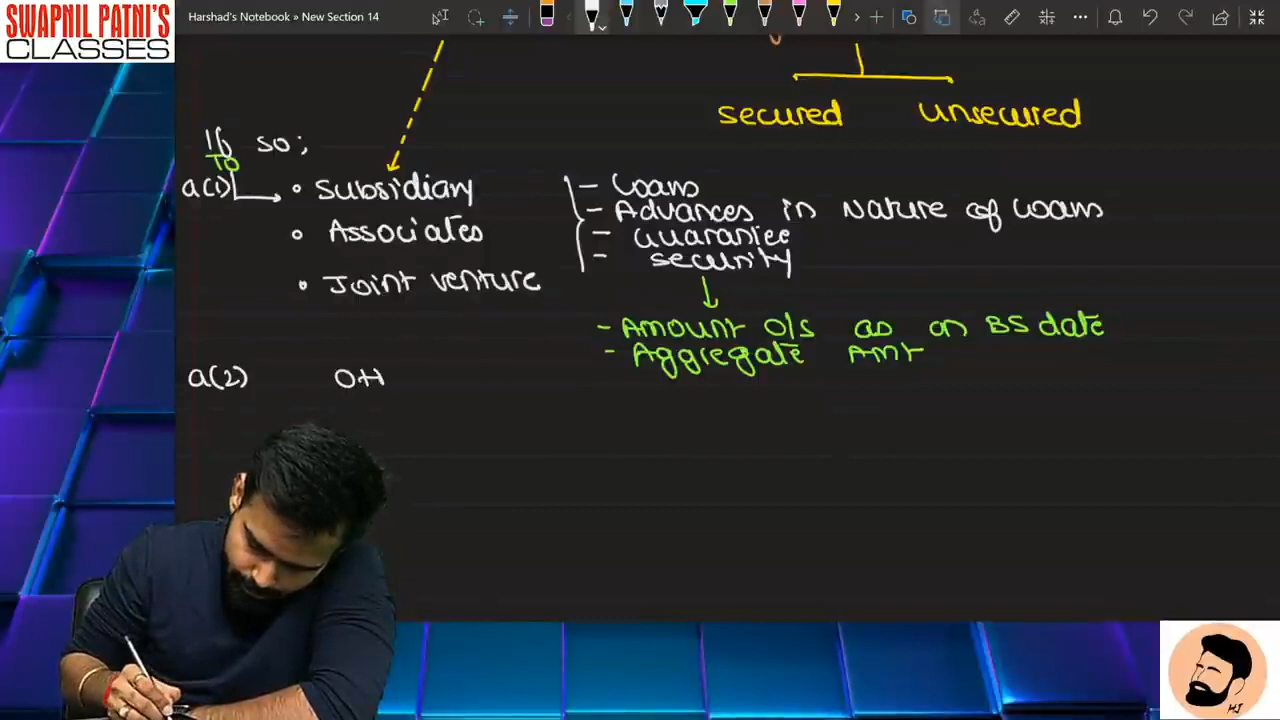 SWAPNIL PATNI'S
CLASSES
Harshad's Notebook » New Section 14
secured unsecured
If so;
TO
a(1) • Subsidiary
• Associates
• Joint venture
- Loans
- Advances in Nature of Loans
- Guarantee
- security
- Amount O/s as on BS date
- Aggregate Amt
a(2) OH
HJ